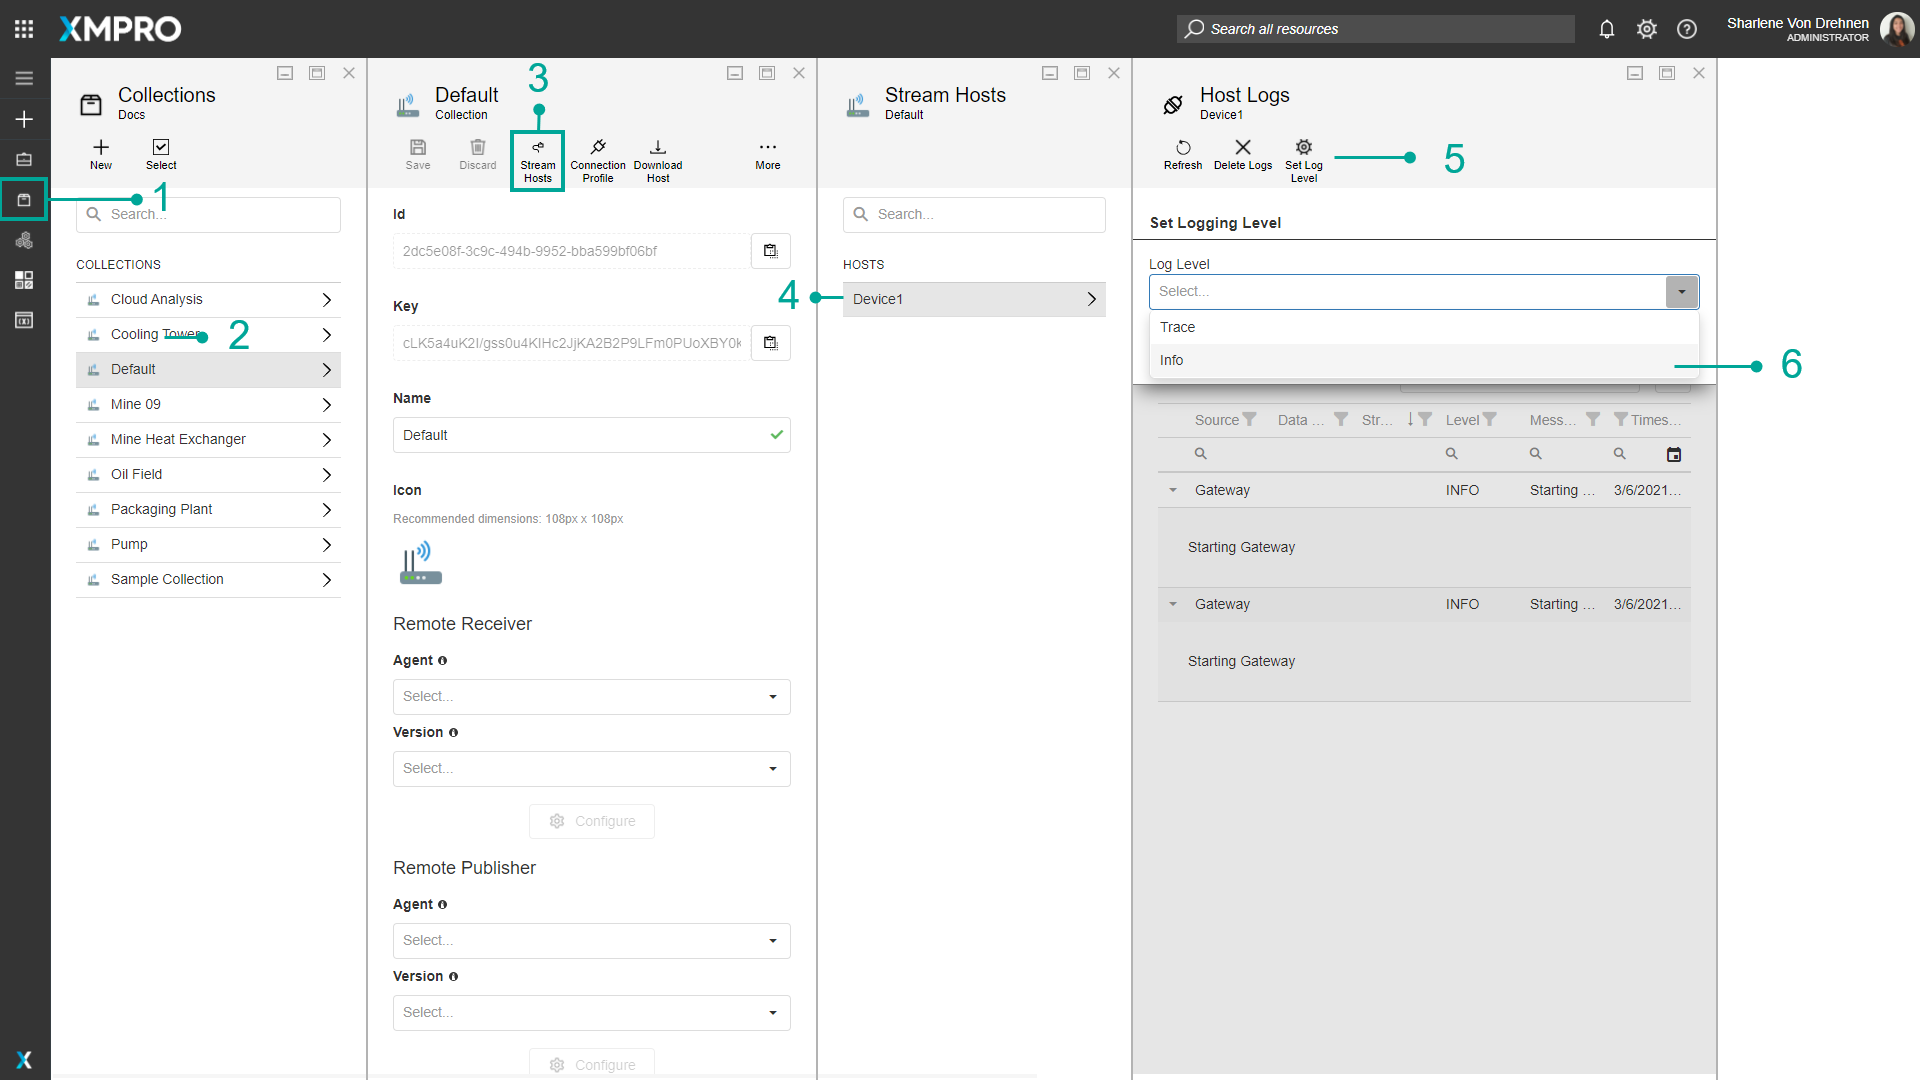 XMPRO
Search all resources
Sharlene Von Drehnen
ADMINISTRATOR
Collections
Docs
New
Select
1
Search...
COLLECTIONS
Cloud Analysis
Cooling Tower
2
Default
Mine 09
Mine Heat Exchanger
Oil Field
Packaging Plant
Pump
Sample Collection
Default
Collection
3
Save
Discard
Stream Hosts
Connection Profile
Download Host
More
Id
2dc5e08f-3c9c-494b-9952-bba599bf06bf
Key
cLK5a4uK2I/gss0u4KIHc2JjKA2B2P9LFm0PUoXBY0k
Name
Default
Icon
Recommended dimensions: 108px x 108px
Remote Receiver
Agent
Select...
Version
Select...
Configure
Remote Publisher
Agent
Select...
Version
Select...
Configure
Stream Hosts
Default
Search...
HOSTS
4
Device1
Host Logs
Device1
Refresh
Delete Logs
Set Log Level
5
Set Logging Level
Log Level
Select...
Trace
Info
6
Source
Data ...
Str...
Level
Mess...
Times...
Gateway
INFO
Starting ...
3/6/2021...
Starting Gateway
Gateway
INFO
Starting ...
3/6/2021...
Starting Gateway